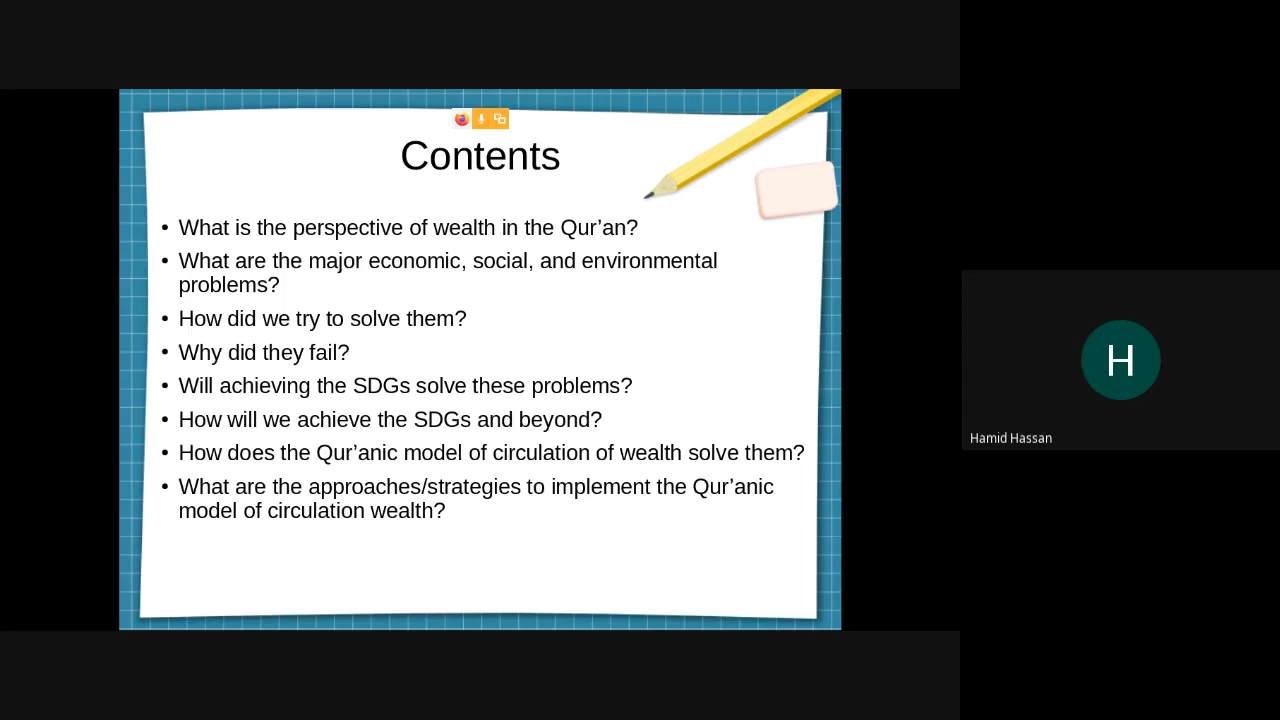 Contents
• What is the perspective of wealth in the Qur’an?
• What are the major economic, social, and environmental
problems?
• How did we try to solve them?
• Why did they fail?
• Will achieving the SDGs solve these problems?
• How will we achieve the SDGs and beyond?
• How does the Qur’anic model of circulation of wealth solve them?
• What are the approaches/strategies to implement the Qur’anic
model of circulation wealth?
H
Hamid Hassan